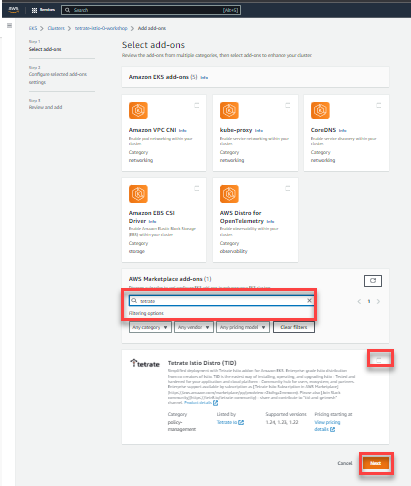 aws
Services
Search
[Alt+S]
EKS > Clusters > tetrate-istio-0-workshop > Add add-ons
Step 1
Select add-ons
Step 2
Configure selected add-ons settings
Step 3
Review and add
Select add-ons
Review the add-ons from multiple categories, then select add-ons to enhance your cluster.
Amazon EKS add-ons (5) Info
Amazon VPC CNI Info
Enable pod networking within your
cluster.
Category
networking
kube-proxy Info
Enable service networking within your
cluster.
Category
networking
CoreDNS Info
Enable service discovery within your
cluster.
Category
networking
Amazon EBS CSI
Driver Info
Enable Amazon Elastic Block Storage
(EBS) within your cluster.
Category
storage
AWS Distro for
OpenTelemetry Info
Enable observability within your
cluster.
Category
observability
AWS Marketplace add-ons (1)
tetrate
Filtering options
Any category
Any vendor
Any pricing model
Clear filters
1
tetrate
Tetrate Istio Distro (TID)
Product details
Category
policy-
management
Listed by
Tetrate io
Supported versions
1.24, 1.23, 1.22
Pricing starting at
View pricing
details
Cancel
Next